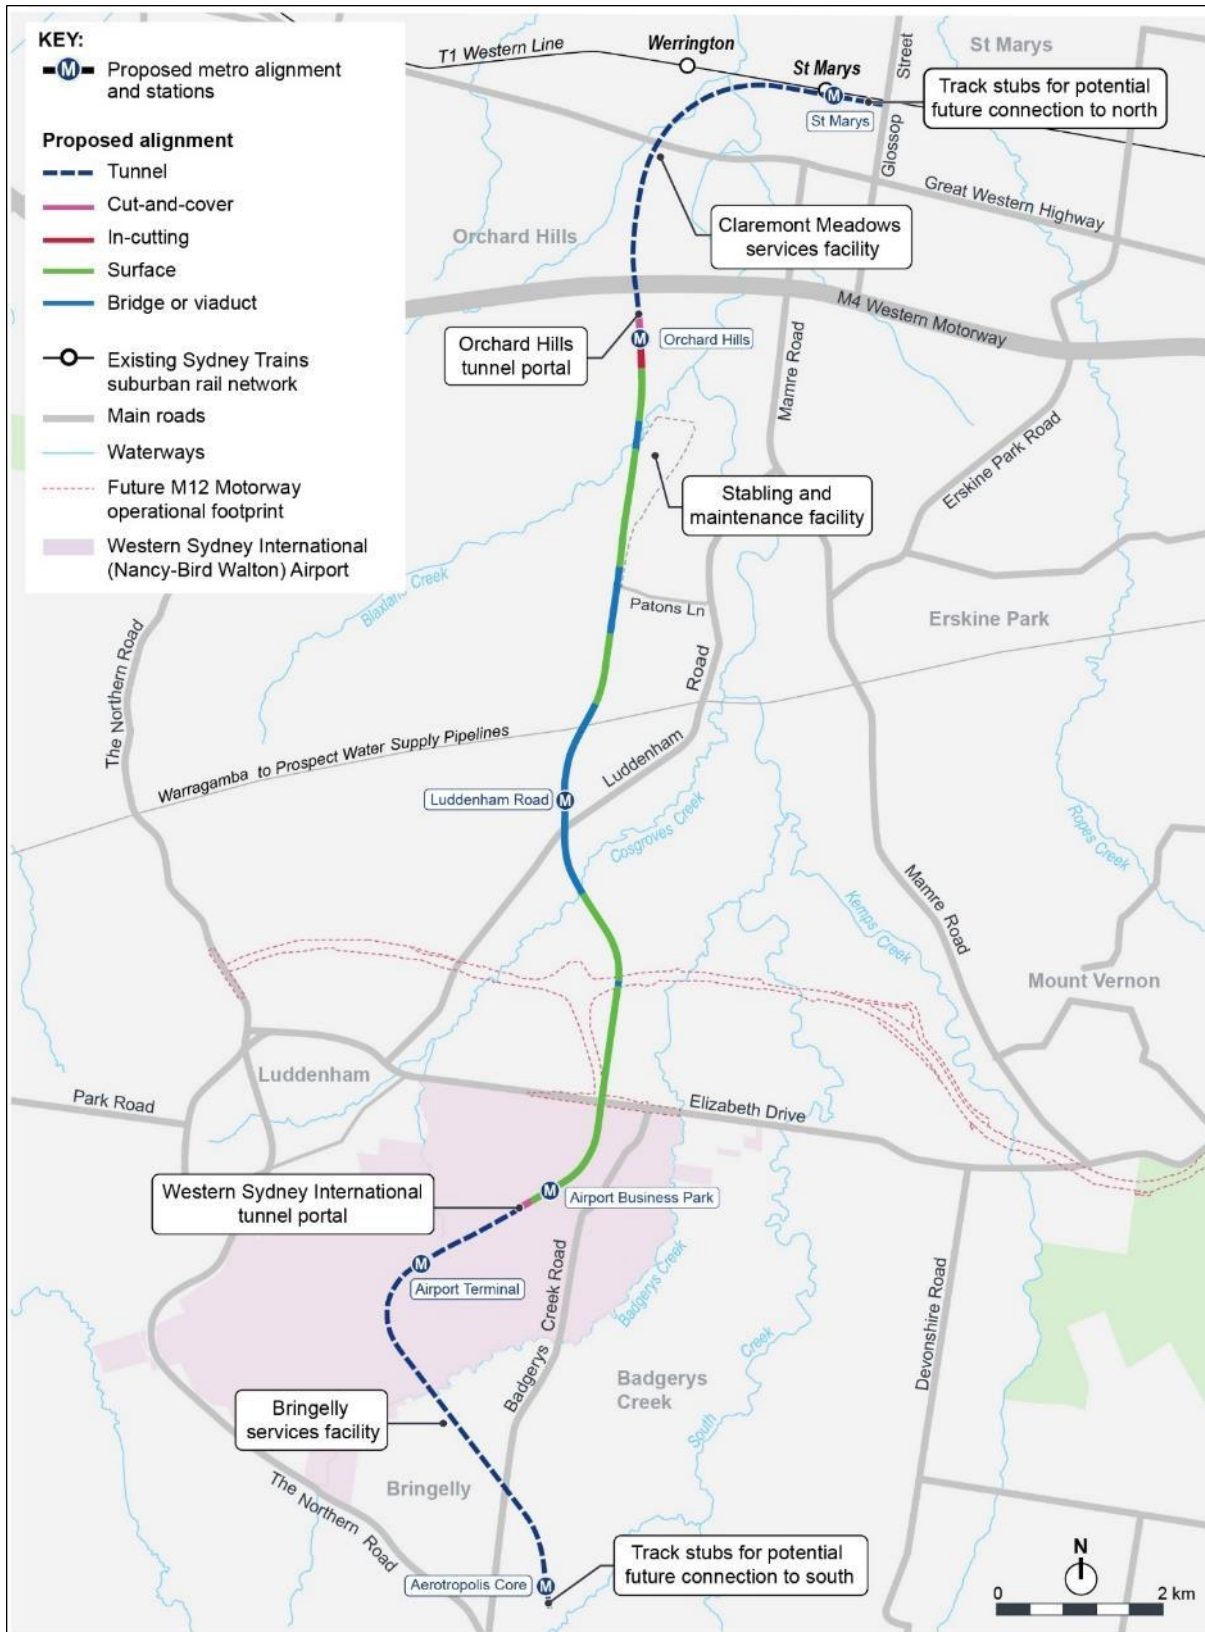 KEY:
M
Proposed metro alignment
and stations
Proposed alignment
Tunnel
Cut-and-cover
In-cutting
Surface
Bridge or viaduct
Existing Sydney Trains
suburban rail network
Main roads
Waterways
Future M12 Motorway
operational footprint
Western Sydney International
(Nancy-Bird Walton) Airport
T1 Western Line
Werrington
St Marys
M
St Marys
Street
Glossop
St Marys
Track stubs for potential
future connection to north
Great Western Highway
Claremont Meadows
services facility
Orchard Hills
M4 Western Motorway
Orchard Hills
tunnel portal
M
Orchard Hills
Mamre Road
Erskine Park Road
Stabling and
maintenance facility
Blaxland Creek
Patons Ln
Erskine Park
The Northern Road
Luddenham
Road
Warragamba to Prospect Water Supply Pipelines
Luddenham Road
M
Cosgroves Creek
Ropes Creek
Kemps Creek
Mamre Road
Mount Vernon
Luddenham
Park Road
Elizabeth Drive
Western Sydney International
tunnel portal
M
Airport Business Park
M
Airport Terminal
Badgerys Creek Road
Badgerys Creek
Devonshire Road
Badgerys
Creek
South Creek
Bringelly
services facility
Bringelly
The Northern Road
Track stubs for potential
future connection to south
Aerotropolis Core
M
N
0
2 km